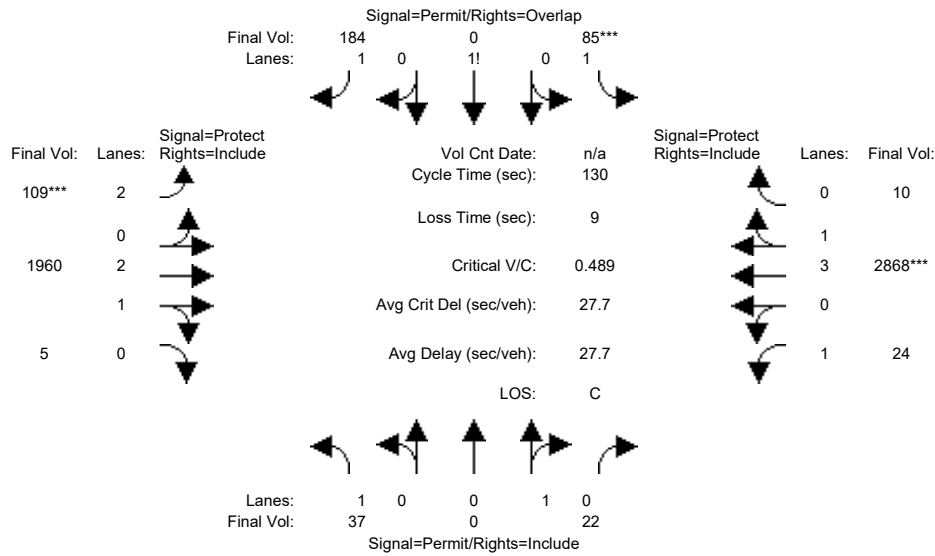 Signal=Permit/Rights=Overlap
Final Vol: 184 0 85***
Lanes: 1 0 1! 0 1
Signal=Protect Signal=Protect
Final Vol: Lanes: Rights=Include Vol Cnt Date: n/a Rights=Include Lanes: Final Vol:
Cycle Time (sec): 130
109*** 2 0 10
Loss Time (sec): 9
0 1
1960 2 Critical V/C: 0.489 3 2868***
1 Avg Crit Del (sec/veh): 27.7 0
5 0 Avg Delay (sec/veh): 27.7 1 24
LOS: C
Lanes: 1 0 0 1 0
Final Vol: 37 0 22
Signal=Permit/Rights=Include